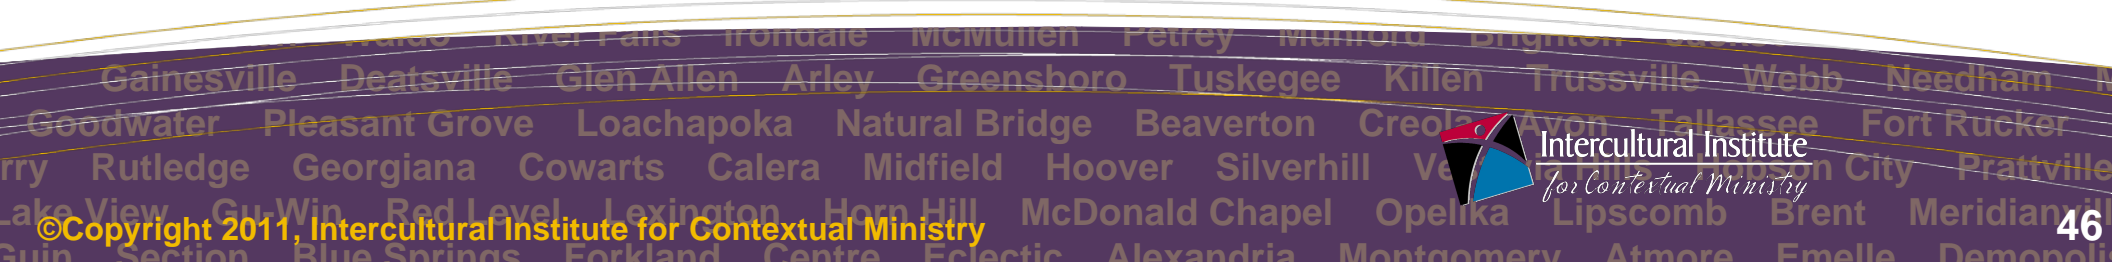 Waldo River Falls Irondale McMullen Petrey Munford Brighton
Gainesville Deatsville Glen Allen Arley Greensboro Tuskegee Killen Trussville Webb Needham
Goodwater Pleasant Grove Loachapoka Natural Bridge Beaverton Creola Avon Tallassee Fort Rucker
Intercultural Institute
rry Rutledge Georgiana Cowarts Calera Midfield Hoover Silverhill City Prattville
for Contextual Ministry
Lake View Gu-Win Red Level Lexington Horn Hill McDonald Chapel Opelika Lipscomb Brent Meridianvill
©Copyright 2011, Intercultural Institute for Contextual Ministry
46
Guin Section Blue Springs Forkland Centre Eclectic Alexandria Montgomery Atmore Emelle Demopolis